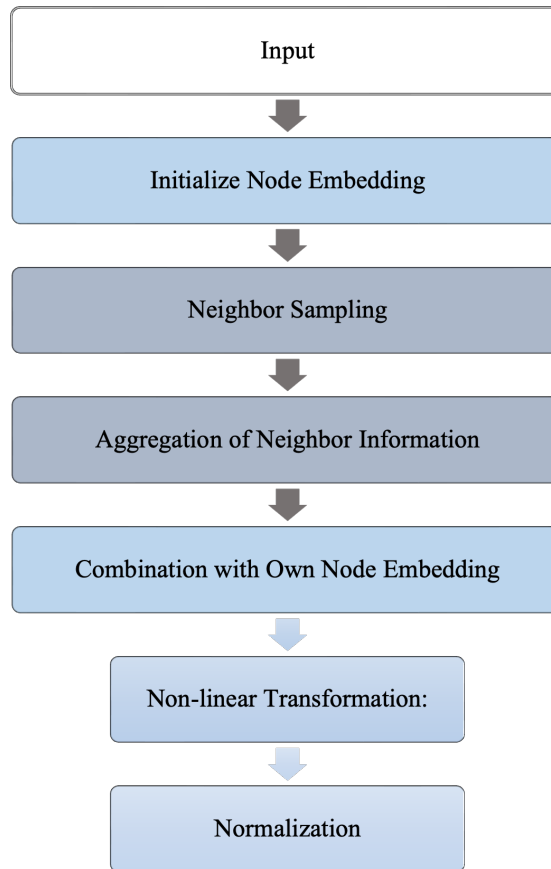 Input
Initialize Node Embedding
Neighbor Sampling
Aggregation of Neighbor Information
Combination with Own Node Embedding
Non-linear Transformation:
Normalization